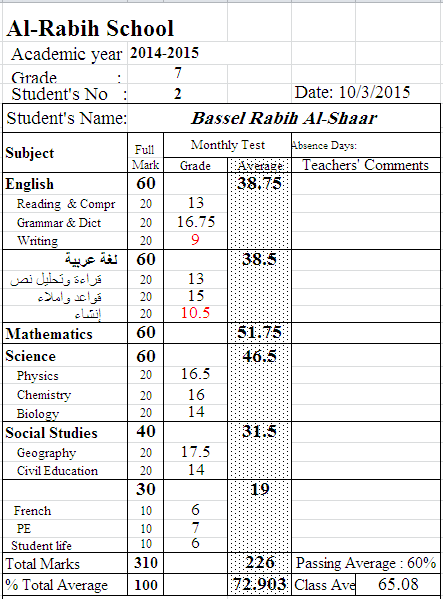 Al-Rabih School
Academic year 2014-2015
Grade : 7
Student's No : 2 Date: 10/3/2015
Student's Name: Bassel Rabih Al-Shaar
Subject Full Mark Monthly Test Absence Days:
Grade Average Teachers' Comments
English 60 38.75
Reading & Compr 20 13
Grammar & Dict 20 16.75
Writing 20 9
لغة عربية 60 38.5
قراءة وتحليل نص 20 13
قواعد واملاء 20 15
إنشاء 20 10.5
Mathematics 60 51.75
Science 60 46.5
Physics 20 16.5
Chemistry 20 16
Biology 20 14
Social Studies 40 31.5
Geography 20 17.5
Civil Education 20 14
30 19
French 10 6
PE 10 7
Student life 10 6
Total Marks 310 226 Passing Average : 60%
% Total Average 100 72.903 Class Ave 65.08